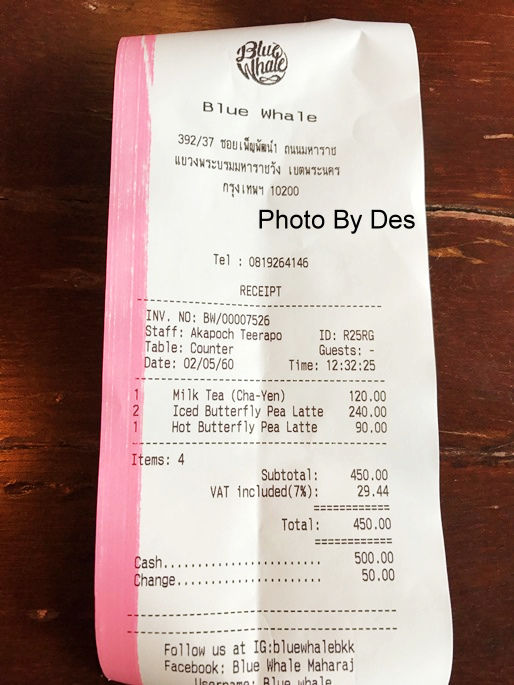 Blue Whale
Blue Whale
392/37 ซอยเพ็ญพัฒน์1 ถนนมหาราช
แขวงพระบรมมหาราชวัง เขตพระนคร
กรุงเทพฯ 10200
Photo By Des
Tel : 0819264146
RECEIPT
INV. NO: BW/00007526
Staff: Akapoch Teerapo ID: R25RG
Table: Counter Guests: -
Date: 02/05/60 Time: 12:32:25
1 Milk Tea (Cha-Yen) 120.00
2 Iced Butterfly Pea Latte 240.00
1 Hot Butterfly Pea Latte 90.00
Items: 4
Subtotal: 450.00
VAT included(7%): 29.44
============
Total: 450.00
============
Cash...................... 500.00
Change.................... 50.00
Follow us at IG:bluewhalebkk
Facebook: Blue Whale Maharaj
Username: Blue whale